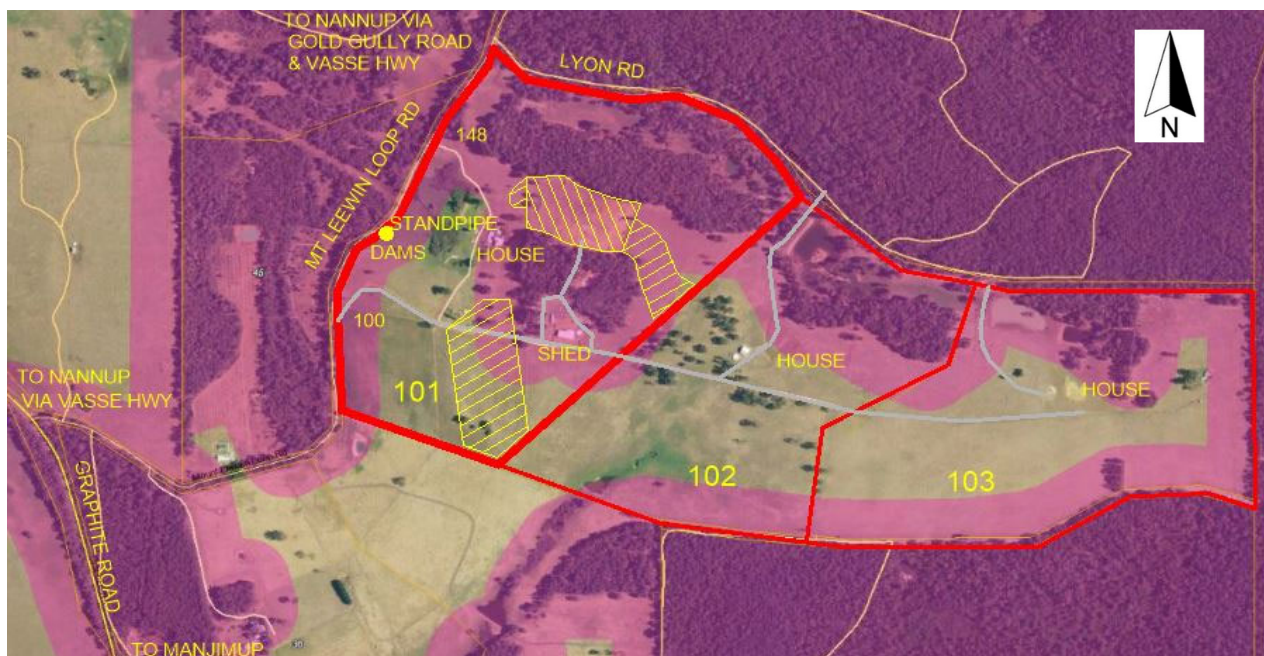 TO NANNUP VIA
GOLD GULLY ROAD
& VASSE HWY
LYON RD
N
148
MT LEEWIN LOOP RD
STANDPIPE
DAMS
HOUSE
46
100
SHED
HOUSE
TO NANNUP
VIA VASSE HWY
101
HOUSE
102
103
GRAPHITE ROAD
TO MANJIMUP